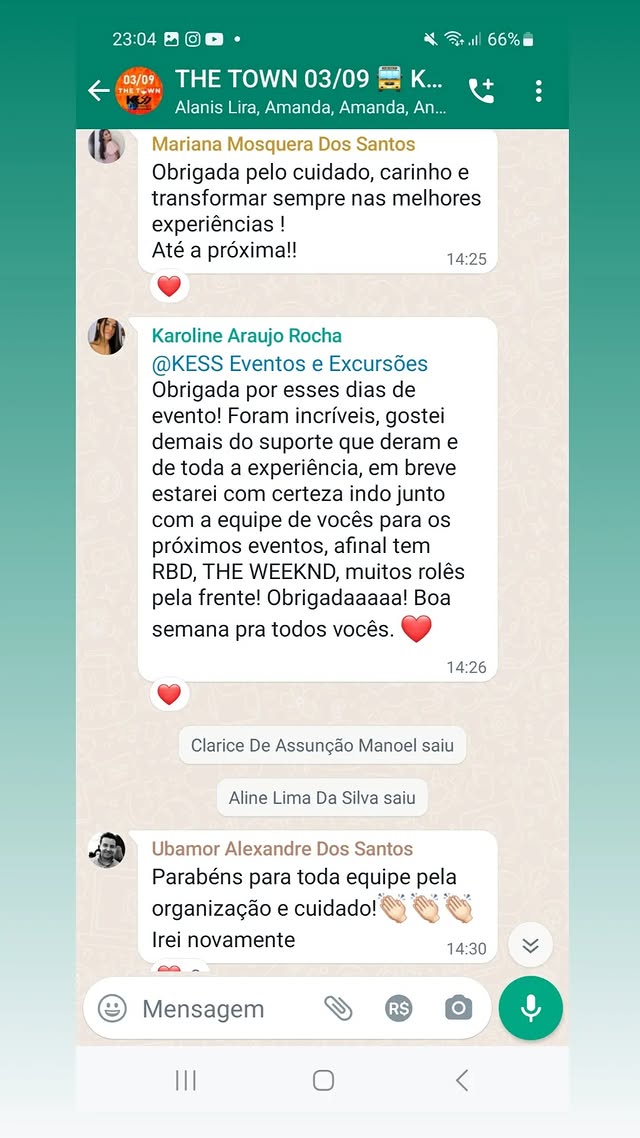 23:04
66%
03/09
THE TOWN
THE TOWN 03/09 🚌 K...
Alanis Lira, Amanda, Amanda, An...
Mariana Mosquera Dos Santos
Obrigada pelo cuidado, carinho e
transformar sempre nas melhores
experiências !
Até a próxima!!
14:25
❤️
Karoline Araujo Rocha
@KESS Eventos e Excursões
Obrigada por esses dias de
evento! Foram incríveis, gostei
demais do suporte que deram e
de toda a experiência, em breve
estarei com certeza indo junto
com a equipe de vocês para os
próximos eventos, afinal tem
RBD, THE WEEKND, muitos rolês
pela frente! Obrigadaaaaa! Boa
semana pra todos vocês. ❤️
14:26
❤️
Clarice De Assunção Manoel saiu
Aline Lima Da Silva saiu
Ubamor Alexandre Dos Santos
Parabéns para toda equipe pela
organização e cuidado!👏🏻👏🏻👏🏻
Irei novamente
14:30
Mensagem
R$